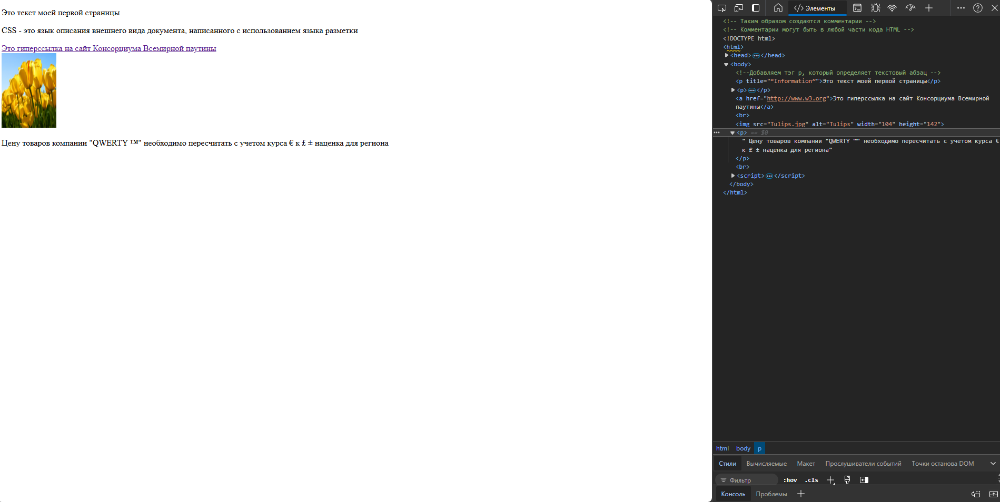 Это текст моей первой страницы
CSS - это язык описания внешнего вида документа, написанного с использованием языка разметки
Это гиперссылка на сайт Консорциума Всемирной паутины
Цену товаров компании "QWERTY ™" необходимо пересчитать с учетом курса € к £ ± наценка для региона
</> Элементы
<!-- Таким образом создаются комментарии -->
<!-- Комментарии могут быть в любой части кода HTML -->
<!DOCTYPE html>
<html>
<head> ••• </head>
<body>
<!--Добавляем тэг p, который определяет текстовый абзац -->
<p title="“Information”">Это текст моей первой страницы</p>
<p> ••• </p>
<a href="http://www.w3.org">Это гиперссылка на сайт Консорциума Всемирной
паутины</a>
<br>
<img src="Tulips.jpg" alt="Tulips" width="104" height="142">
••• <p> == $0
" Цену товаров компании "QWERTY ™" необходимо пересчитать с учетом курса €
к £ ± наценка для региона"
</p>
<br>
<script> ••• </script>
</body>
</html>
html body p
Стили Вычисляемые Макет Прослушиватели событий Точки останова DOM
Фильтр :hov .cls
Консоль Проблемы